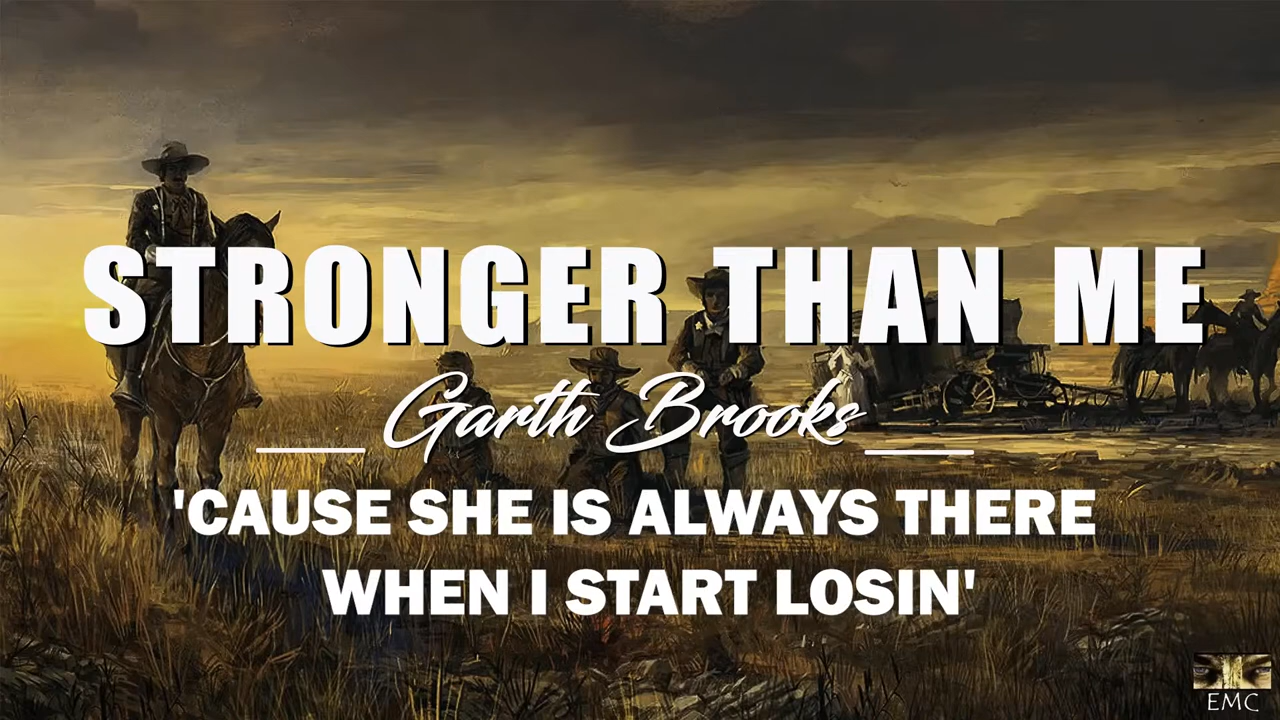 STRONGER THAN ME
Garth Brooks
'CAUSE SHE IS ALWAYS THERE
WHEN I START LOSIN'
EMC